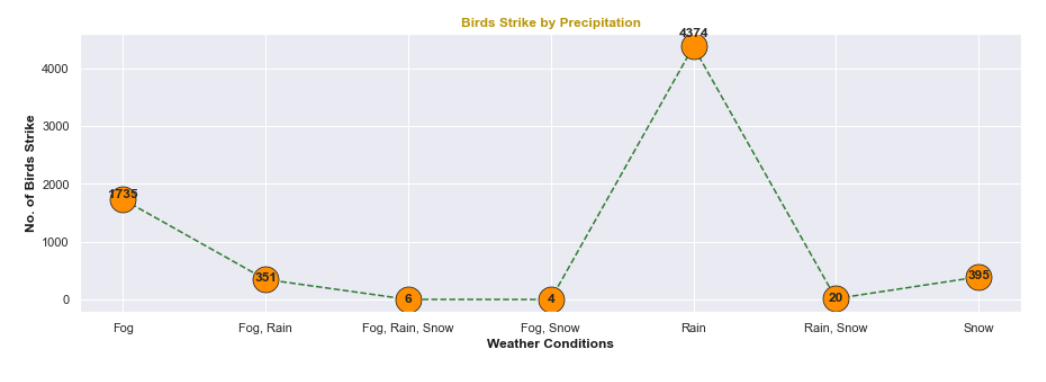 Birds Strike by Precipitation
4374
4000
3000
2000
1735
1000
351
395
6
4
20
0
No. of Birds Strike
Fog
Fog, Rain
Fog, Rain, Snow
Fog, Snow
Rain
Rain, Snow
Snow
Weather Conditions